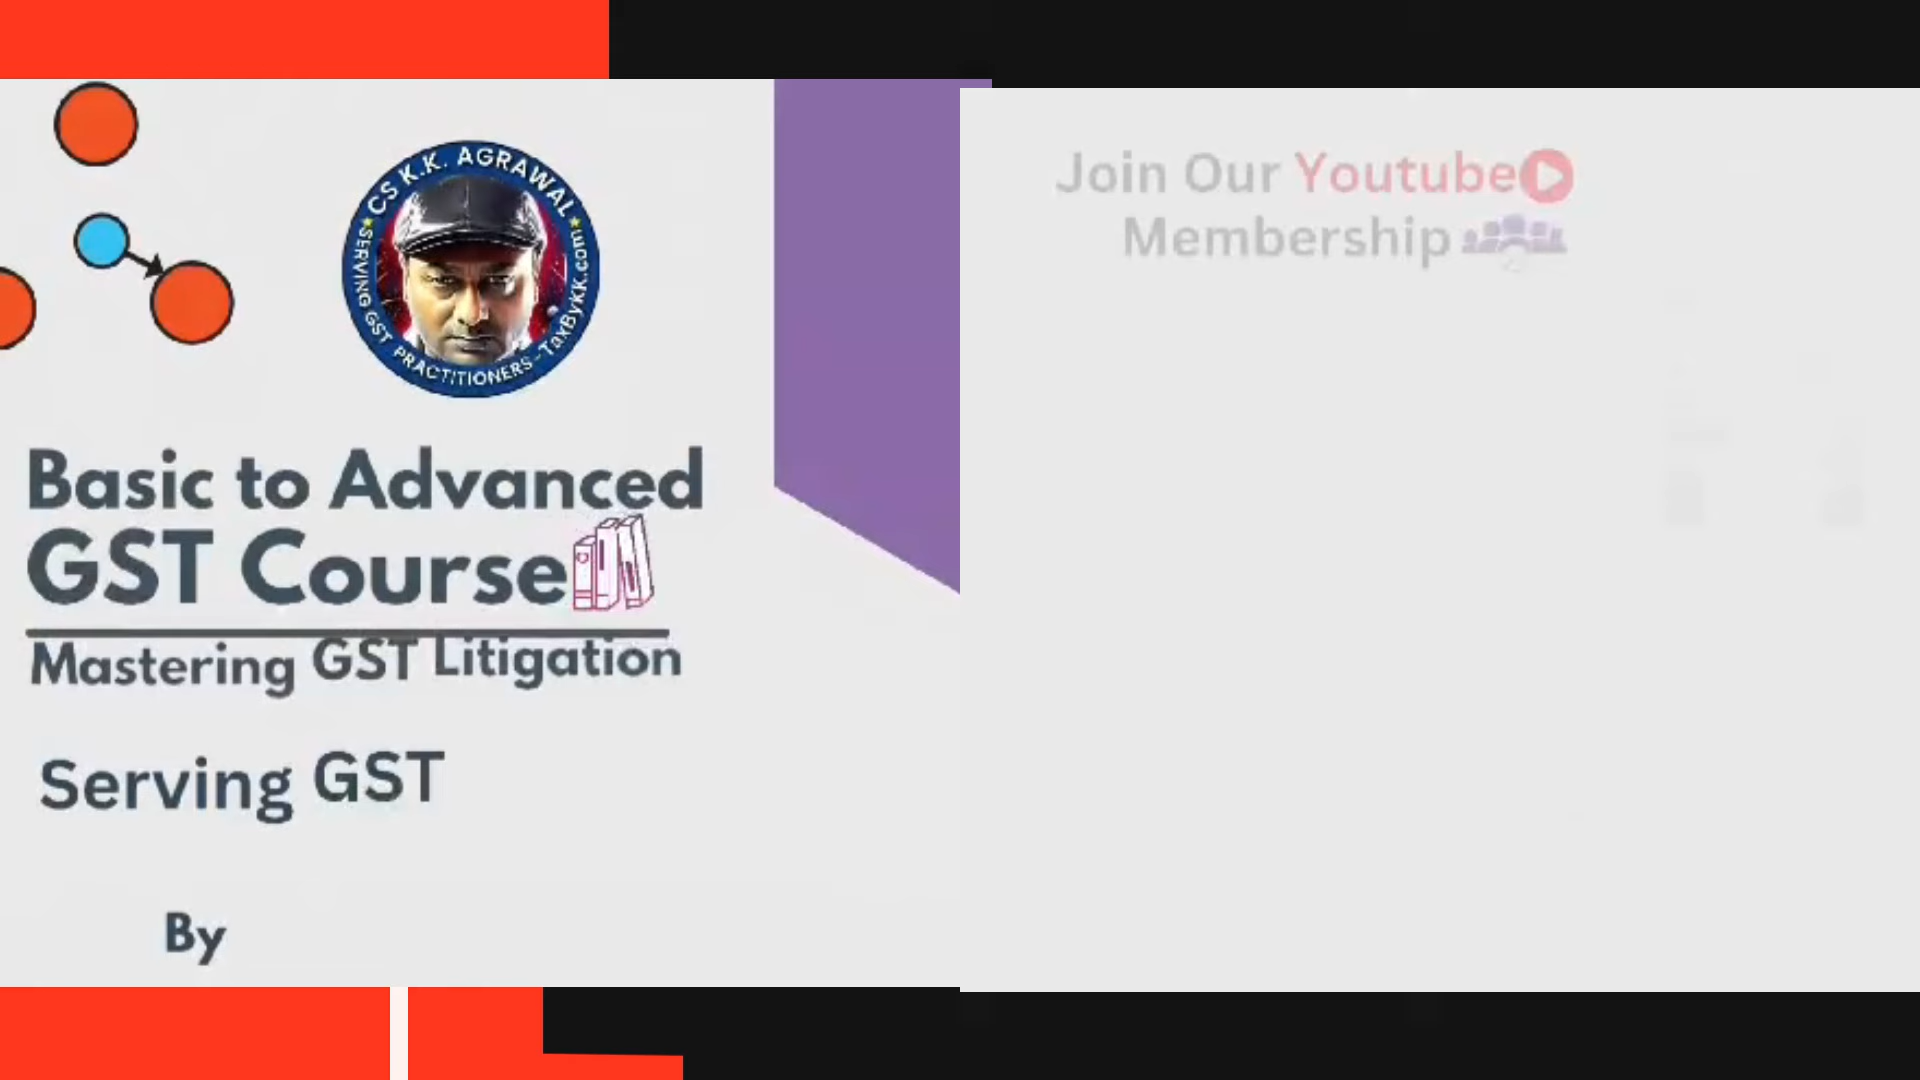 CS K.K. AGRAWAL
SERVING GST PRACTITIONERS-TaxByKK.com
Basic to Advanced
GST Course
Mastering GST Litigation
Serving GST
By
Join Our Youtube
Membership